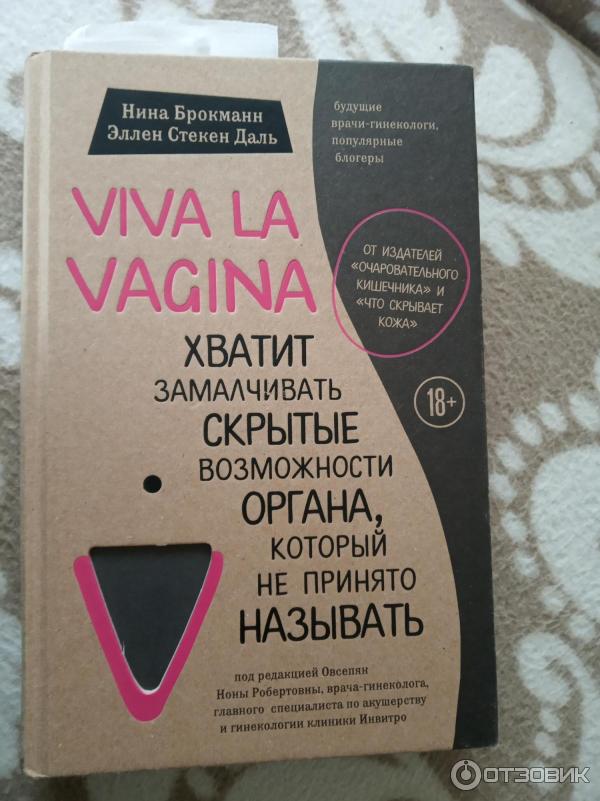 Нина Брокманн
Эллен Стекен Даль
будущие
врачи-гинекологи,
популярные
блогеры
VIVA LA
VAGINA
ОТ ИЗДАТЕЛЕЙ
«ОЧАРОВАТЕЛЬНОГО
КИШЕЧНИКА» И
«ЧТО СКРЫВАЕТ
КОЖА»
18+
ХВАТИТ
ЗАМАЛЧИВАТЬ
СКРЫТЫЕ
ВОЗМОЖНОСТИ
ОРГАНА,
КОТОРЫЙ
НЕ ПРИНЯТО
НАЗЫВАТЬ
под редакцией Овсепян
Ноны Робертовны, врача-гинеколога,
главного специалиста по акушерству
и гинекологии клиники Инвитро
ОТЗОВИК